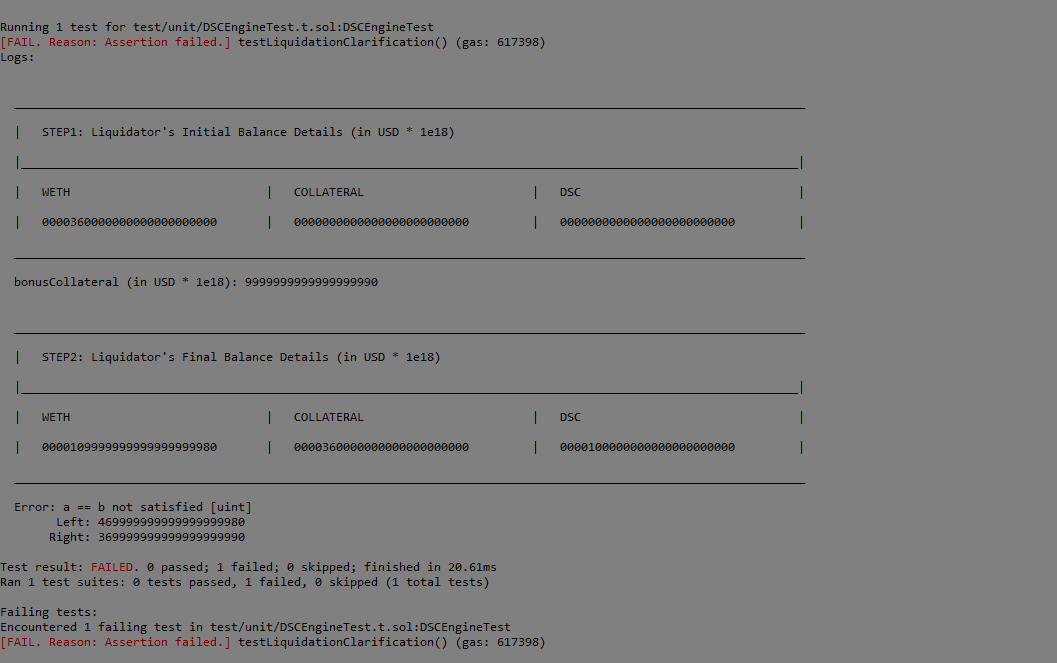 Running 1 test for test/unit/DSCEngineTest.t.sol:DSCEngineTest
[FAIL. Reason: Assertion failed.] testLiquidationClarification() (gas: 617398)
Logs:
| STEP1: Liquidator's Initial Balance Details (in USD * 1e18)
|_______________________________________________________________________________________________________________|
| WETH | COLLATERAL | DSC |
| 0000360000000000000000000 | 0000000000000000000000000 | 0000000000000000000000000 |
bonusCollateral (in USD * 1e18): 9999999999999999990
| STEP2: Liquidator's Final Balance Details (in USD * 1e18)
|_______________________________________________________________________________________________________________|
| WETH | COLLATERAL | DSC |
| 0000109999999999999999980 | 0000360000000000000000000 | 0000100000000000000000000 |
Error: a == b not satisfied [uint]
Left: 469999999999999999980
Right: 369999999999999999990
Test result: FAILED. 0 passed; 1 failed; 0 skipped; finished in 20.61ms
Ran 1 test suites: 0 tests passed, 1 failed, 0 skipped (1 total tests)
Failing tests:
Encountered 1 failing test in test/unit/DSCEngineTest.t.sol:DSCEngineTest
[FAIL. Reason: Assertion failed.] testLiquidationClarification() (gas: 617398)